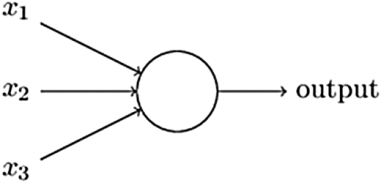 x₁
x₂ output
x₃